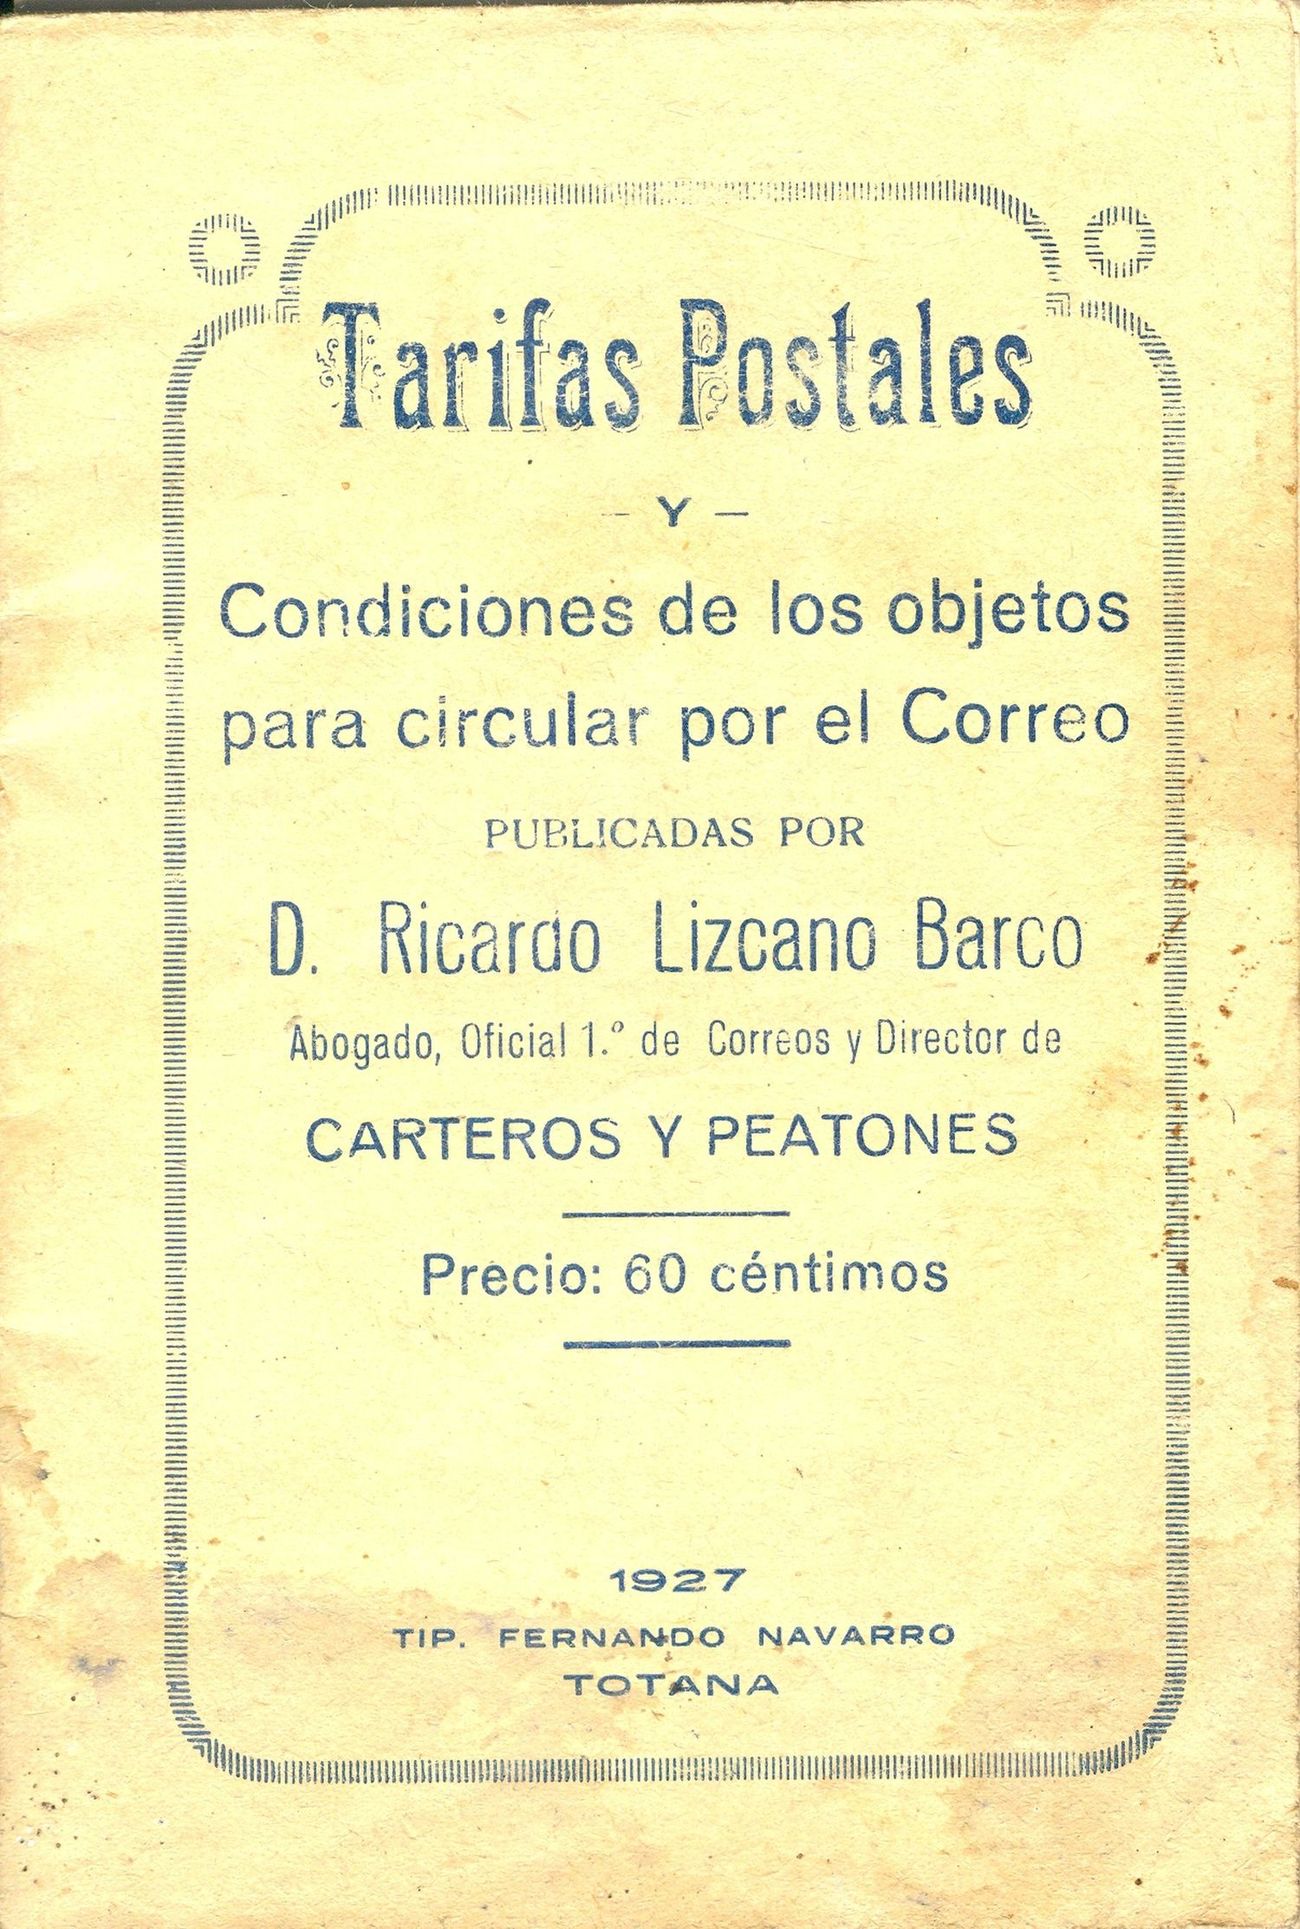 Tarifas Postales
— Y —
Condiciones de los objetos
para circular por el Correo
PUBLICADAS POR
D. Ricardo Lizcano Barco
Abogado, Oficial 1.º de Correos y Director de
CARTEROS Y PEATONES
Precio: 60 céntimos
1927
TIP. FERNANDO NAVARRO
TOTANA